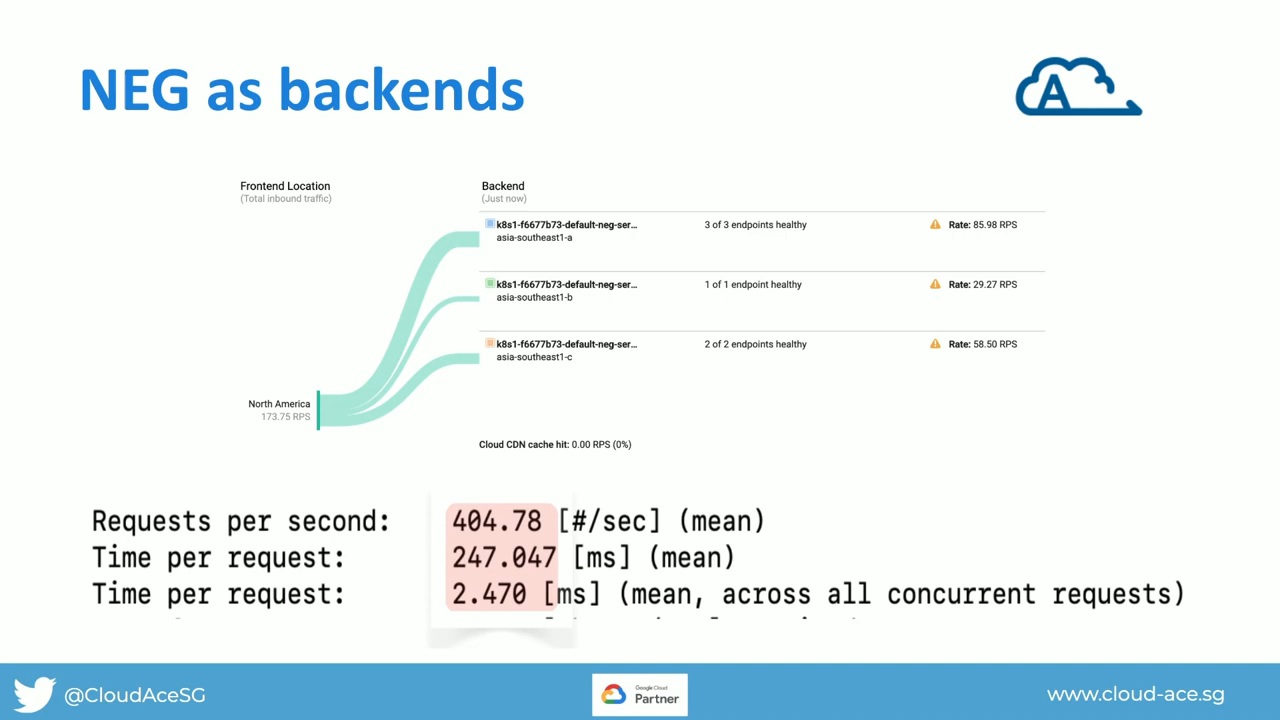 NEG as backends
A
Frontend Location
(Total inbound traffic)
Backend
(Just now)
k8s1-f6677b73-default-neg-ser... 3 of 3 endpoints healthy Rate: 85.98 RPS
asia-southeast1-a
k8s1-f6677b73-default-neg-ser... 1 of 1 endpoint healthy Rate: 29.27 RPS
asia-southeast1-b
k8s1-f6677b73-default-neg-ser... 2 of 2 endpoints healthy Rate: 58.50 RPS
asia-southeast1-c
North America
173.75 RPS
Cloud CDN cache hit: 0.00 RPS (0%)
Requests per second: 404.78 [#/sec] (mean)
Time per request: 247.047 [ms] (mean)
Time per request: 2.470 [ms] (mean, across all concurrent requests)
@CloudAceSG
Google Cloud
Partner
www.cloud-ace.sg